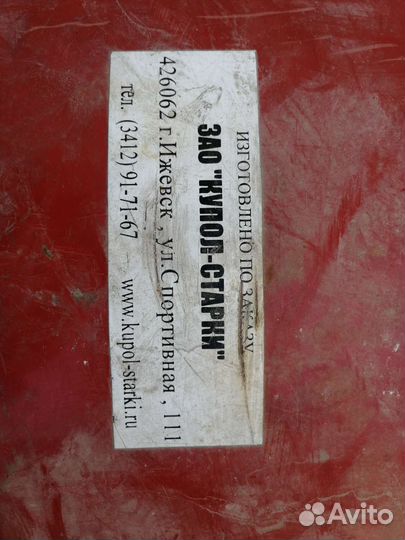 ИЗГОТОВЛЕНО ПО ЗАКАЗУ
ЗАО "КУПОЛ-СТАРКИ"
426062 г.Ижевск , ул.Спортивная , 111
тел. (3412) 91-71-67 www.kupol-starki.ru
Avito